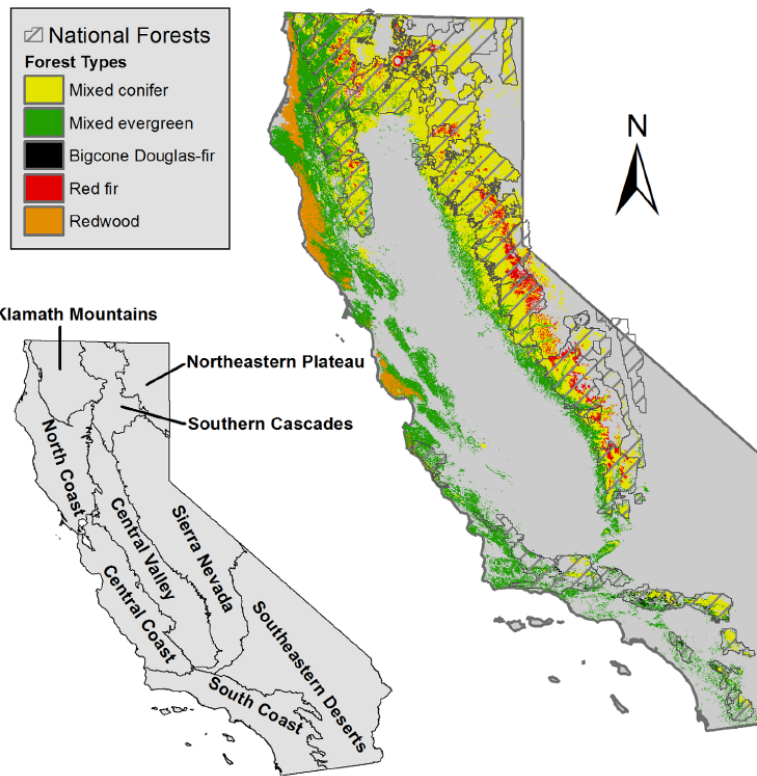 National Forests
Forest Types
Mixed conifer
Mixed evergreen
Bigcone Douglas-fir
Red fir
Redwood
N
Klamath Mountains
Northeastern Plateau
Southern Cascades
North Coast
Central Valley
Sierra Nevada
Central Coast
Southeastern Deserts
South Coast